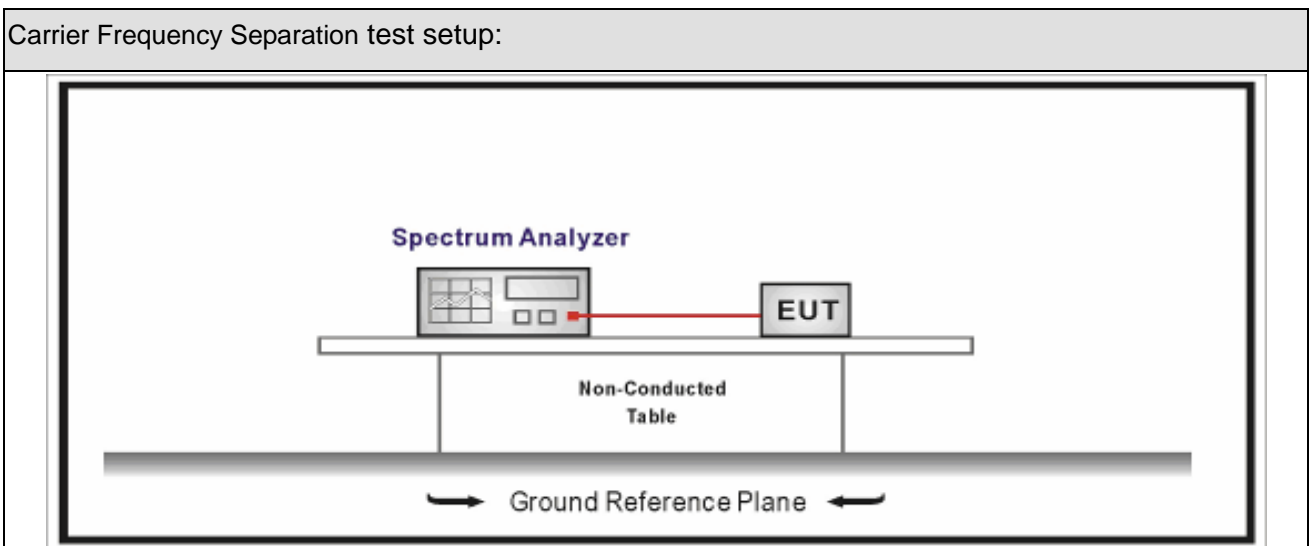 Carrier Frequency Separation test setup:
Spectrum Analyzer
EUT
Non-Conducted
Table
Ground Reference Plane